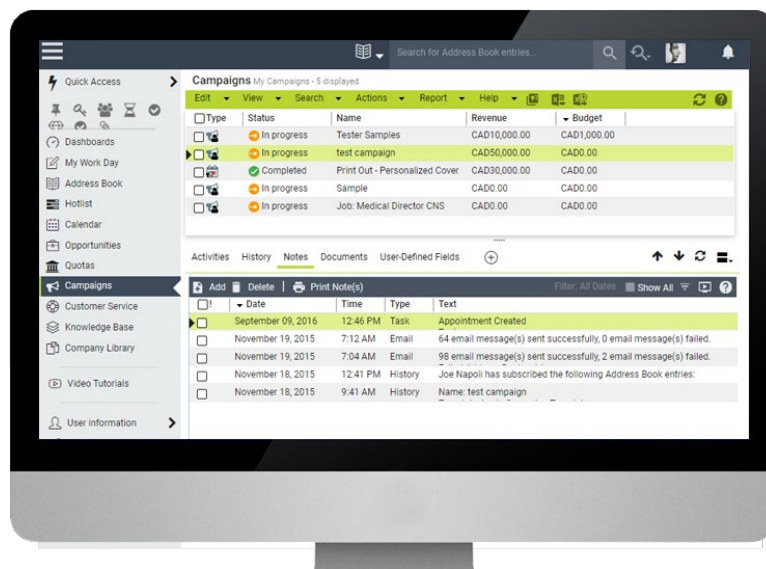 Search for Address Book entries...
Quick Access
Dashboards
My Work Day
Address Book
Hotlist
Calendar
Opportunities
Quotas
Campaigns
Customer Service
Knowledge Base
Company Library
Video Tutorials
User information
Campaigns My Campaigns - 5 displayed
Edit View Search Actions Report Help
Type Status Name Revenue Budget
In progress Tester Samples CAD10,000.00 CAD1,000.00
In progress test campaign CAD50,000.00 CAD0.00
Completed Print Out - Personalized Cover CAD30,000.00 CAD0.00
In progress Sample CAD0.00 CAD0.00
In progress Job: Medical Director CNS CAD0.00 CAD0.00
Activities History Notes Documents User-Defined Fields
Add Delete | Print Note(s) Filter: All Dates Show All
! Date Time Type Text
September 09, 2016 12:46 PM Task Appointment Created
November 19, 2015 7:12 AM Email 64 email message(s) sent successfully, 0 email message(s) failed.
November 19, 2015 7:04 AM Email 98 email message(s) sent successfully, 2 email message(s) failed.
November 18, 2015 12:41 PM History Joe Napoli has subscribed the following Address Book entries:
November 18, 2015 9:41 AM History Name: test campaign